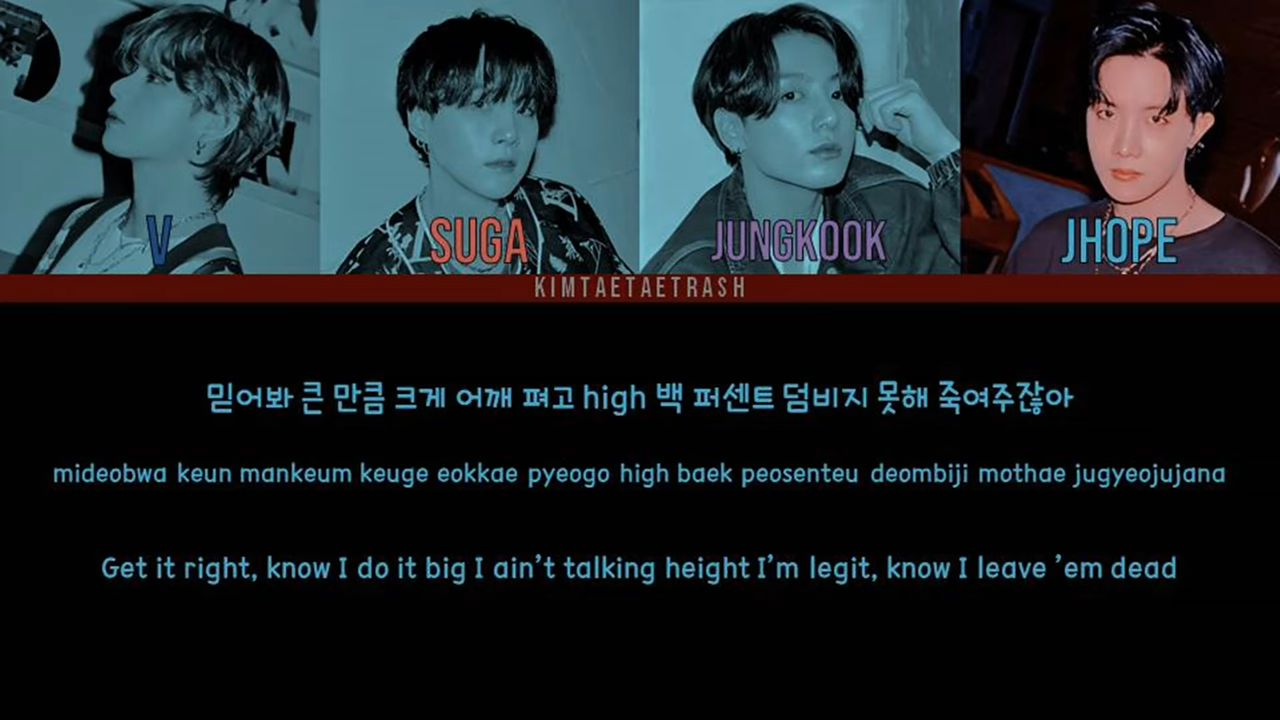 V SUGA JUNGKOOK JHOPE
KIMTAETAETRASH
믿어봐 큰 만큼 크게 어깨 펴고 high 백 퍼센트 덤비지 못해 죽여주잖아
mideobwa keun mankeum keuge eokkae pyeogo high baek peosenteu deombiji mothae jugyeojujana
Get it right, know I do it big I ain't talking height I'm legit, know I leave 'em dead